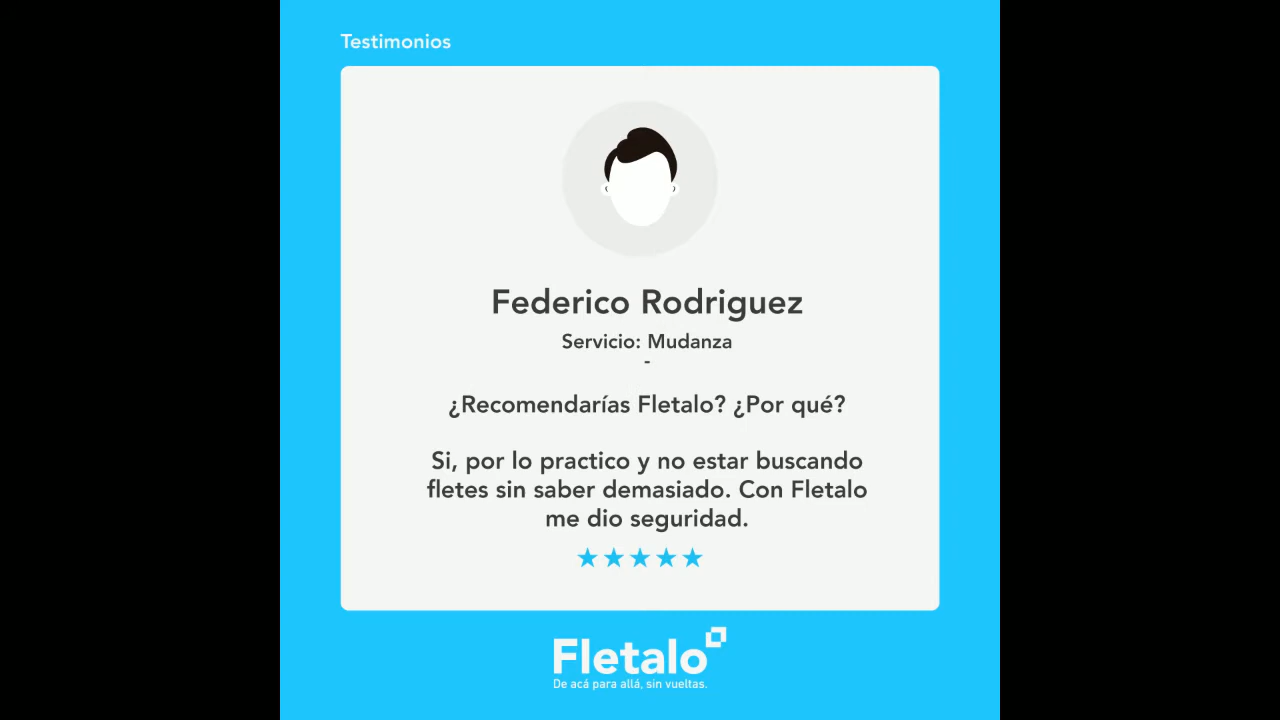 Testimonios
Federico Rodriguez
Servicio: Mudanza
-
¿Recomendarías Fletalo? ¿Por qué?
Si, por lo practico y no estar buscando
fletes sin saber demasiado. Con Fletalo
me dio seguridad.
Fletalo
De acá para allá, sin vueltas.